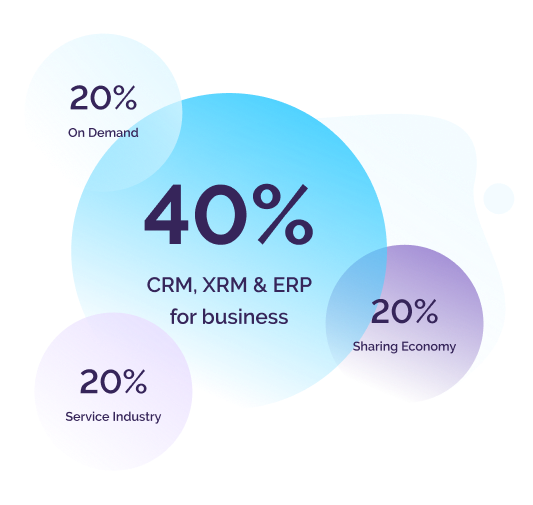 20%
On Demand
40%
CRM, XRM & ERP
for business
20%
Sharing Economy
20%
Service Industry